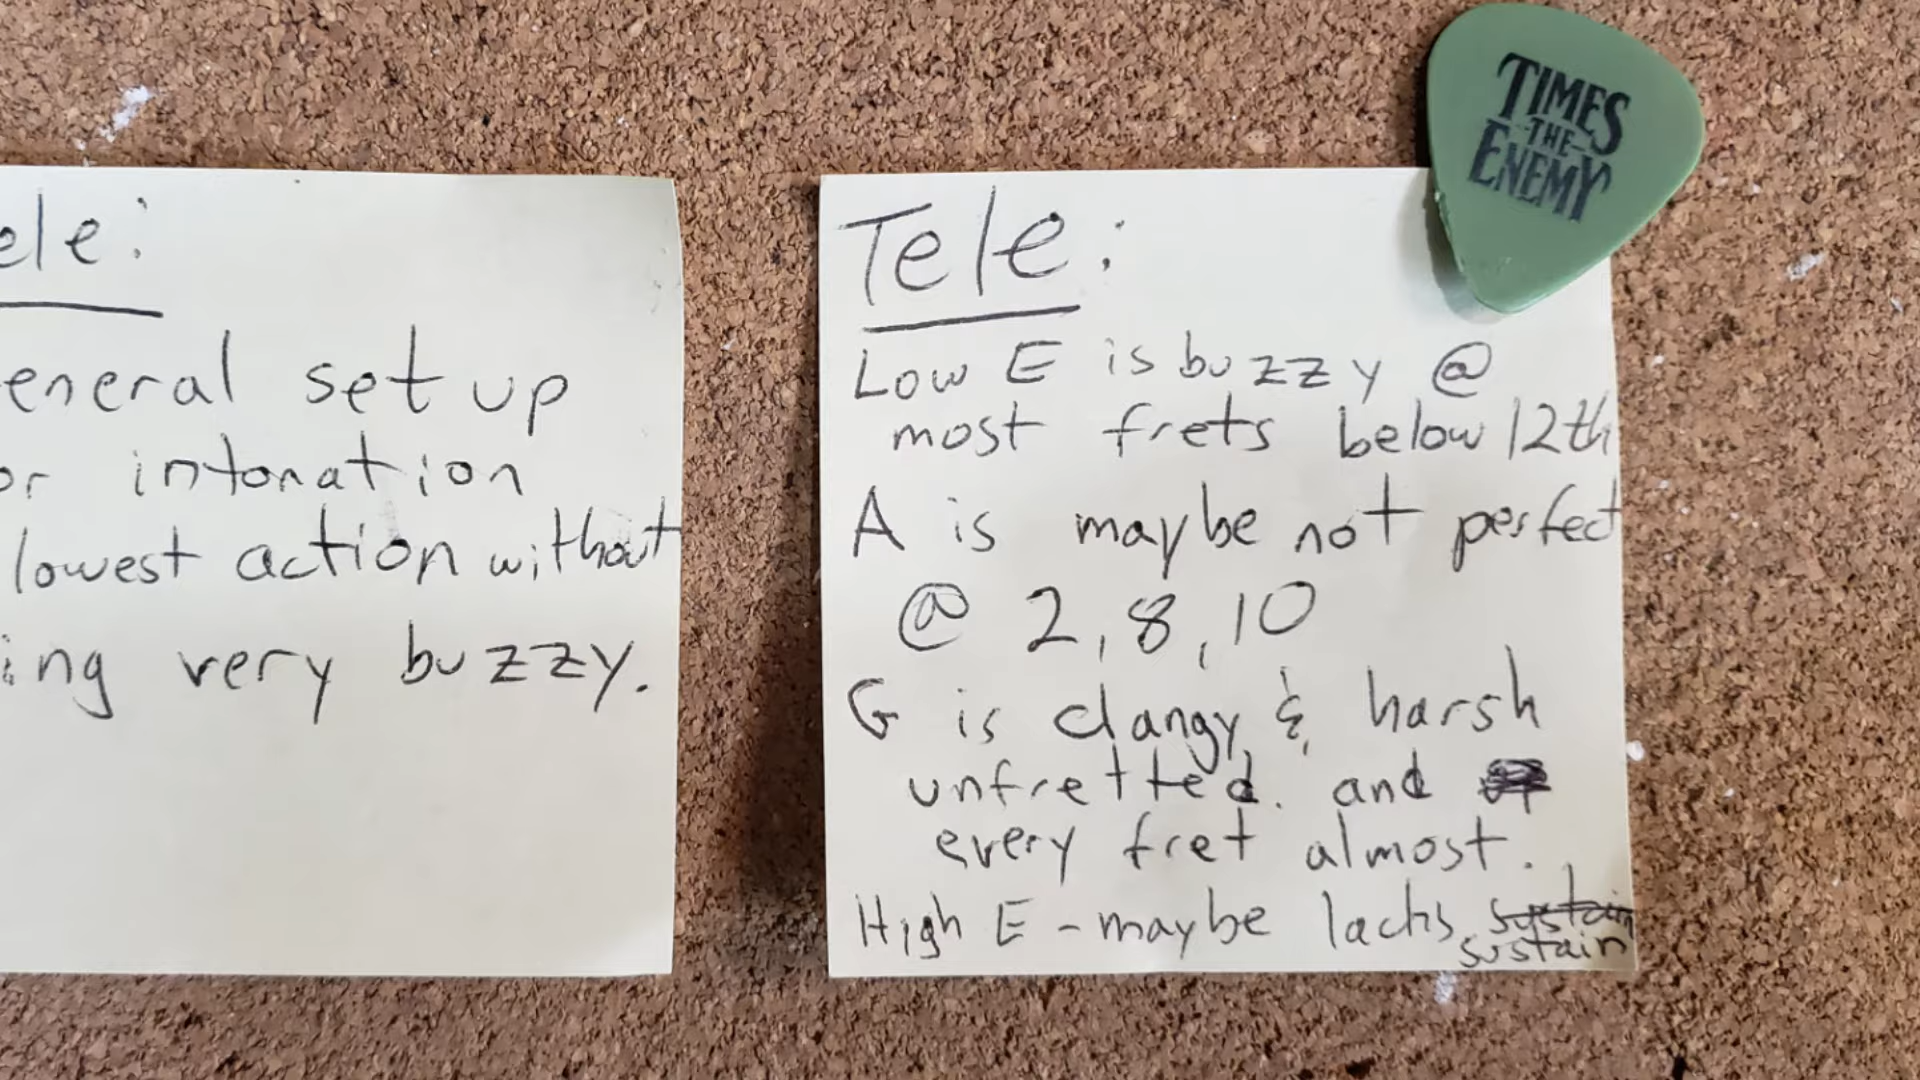 ele:
eneral set up
or intonation
lowest action without
ing very buzzy.
TIMES
THE
ENEMY
Tele:
Low E is buzzy @
most frets below 12th
A is maybe not perfect
@ 2, 8, 10
G is clangy & harsh
unfretted. and
every fret almost.
High E - maybe lacks sustain
sustain